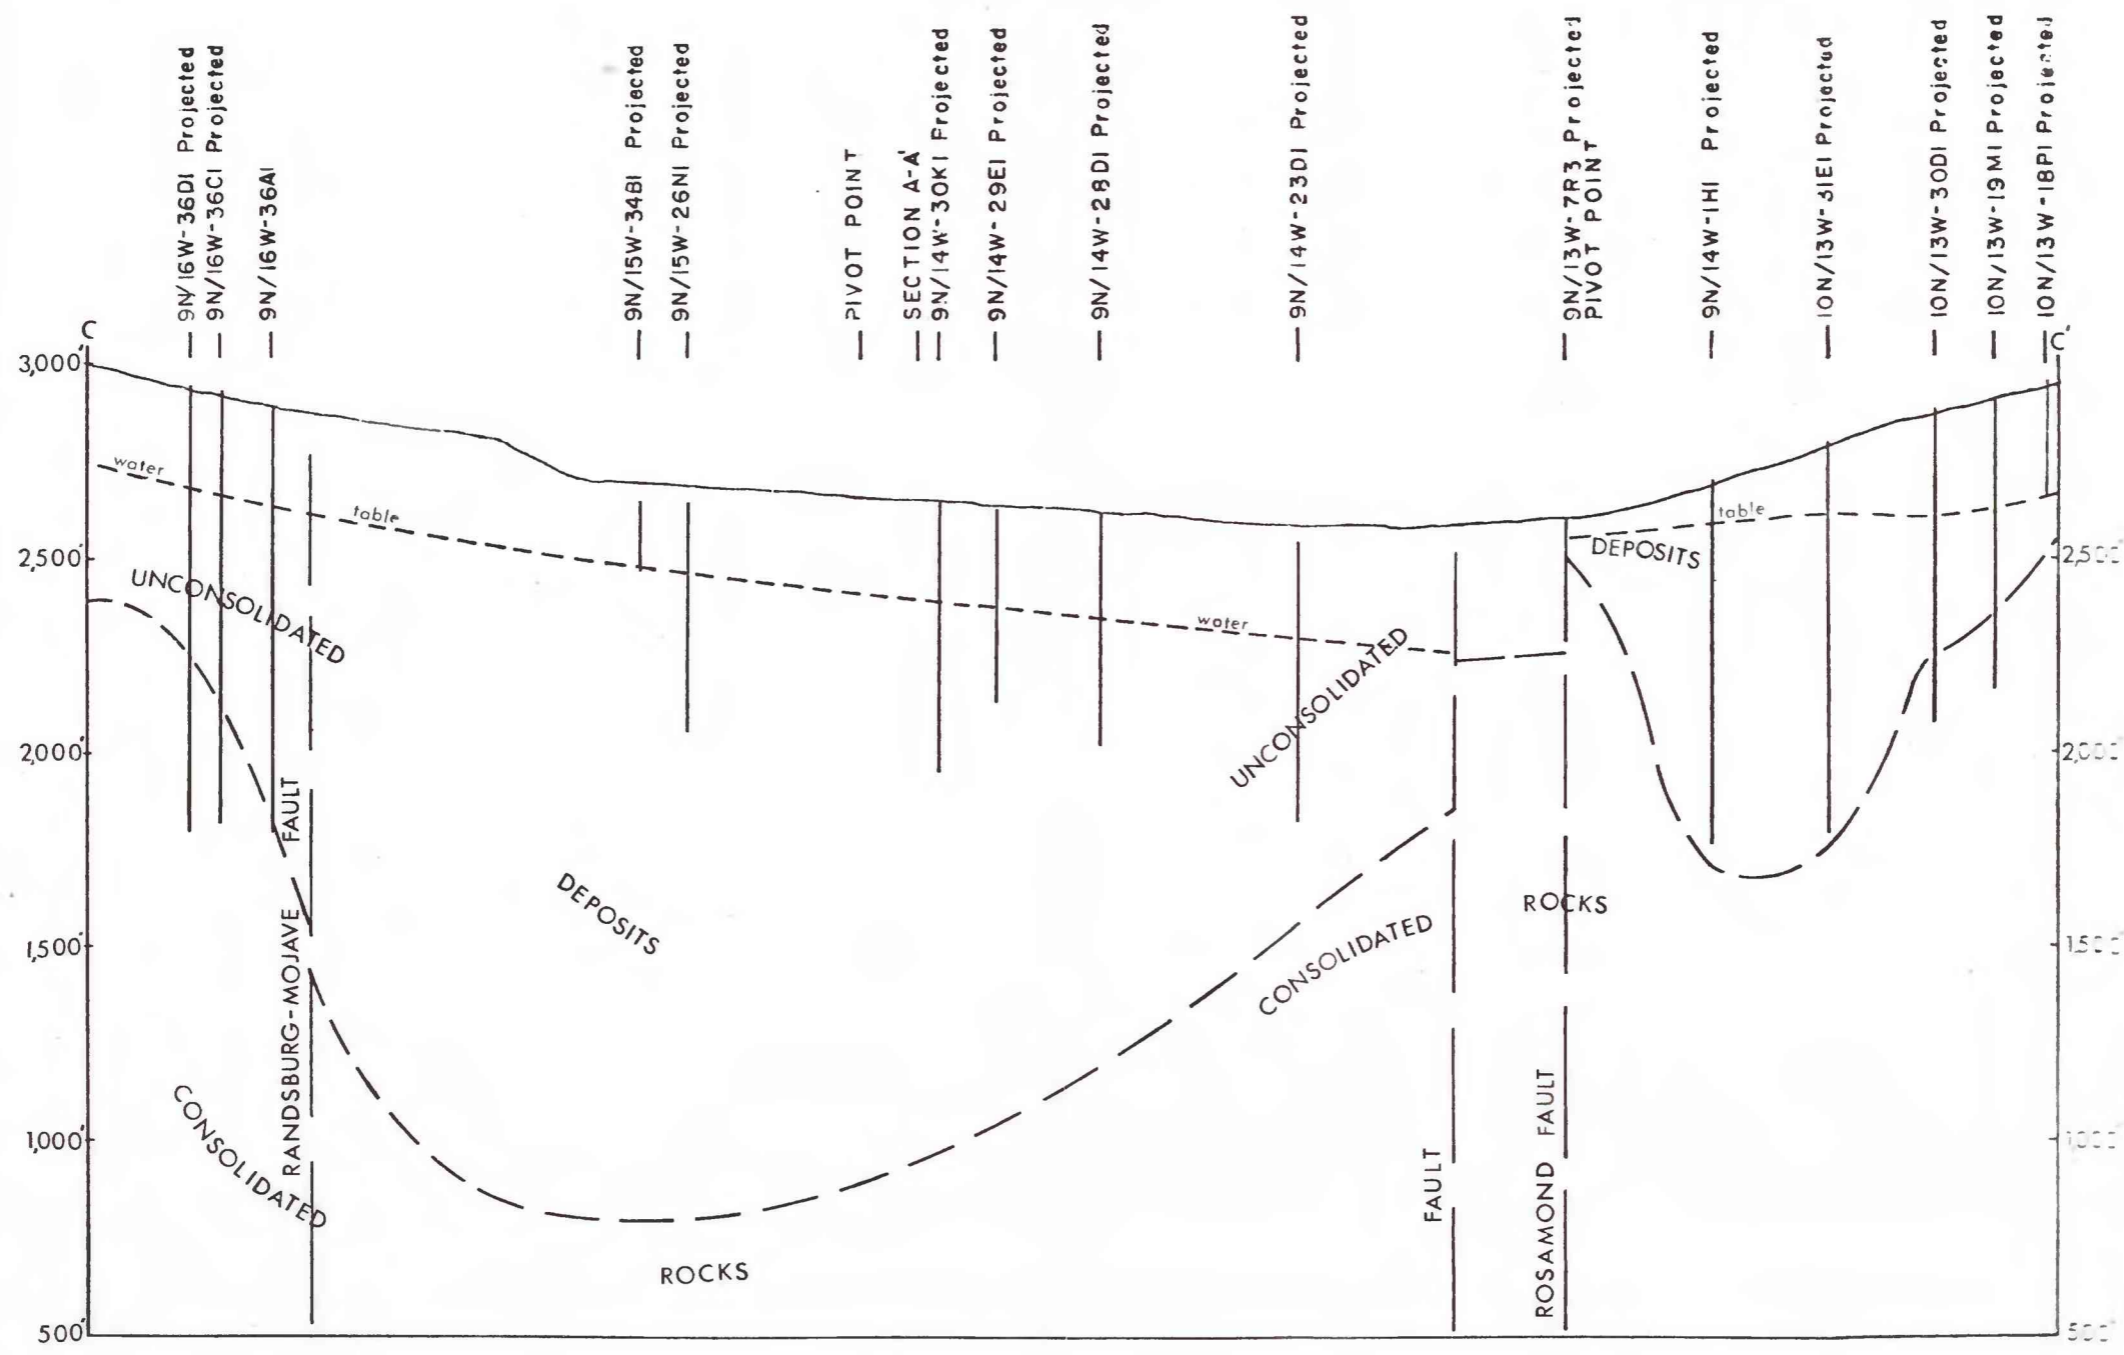 9N/16W-36D1 Projected
9N/16W-36C1 Projected
9N/16W-36A1
9N/15W-34B1 Projected
9N/15W-26N1 Projected
PIVOT POINT
SECTION A-A'
9N/14W-30K1 Projected
9N/14W-29E1 Projected
9N/14W-28D1 Projected
9N/14W-23D1 Projected
9N/13W-7R3 Projected
PIVOT POINT
9N/14W-1H1 Projected
10N/13W-31E1 Projected
10N/13W-30D1 Projected
10N/13W-19M1 Projected
10N/13W-18P1 Projected
C
C'
3,000'
water
table
2,500'
UNCONSOLIDATED
water
UNCONSOLIDATED
table
DEPOSITS
2,000'
2,000'
FAULT
DEPOSITS
ROCKS
CONSOLIDATED
1,500'
RANDSBURG-MOJAVE
1,000'
CONSOLIDATED
FAULT
ROSAMOND FAULT
ROCKS
500'